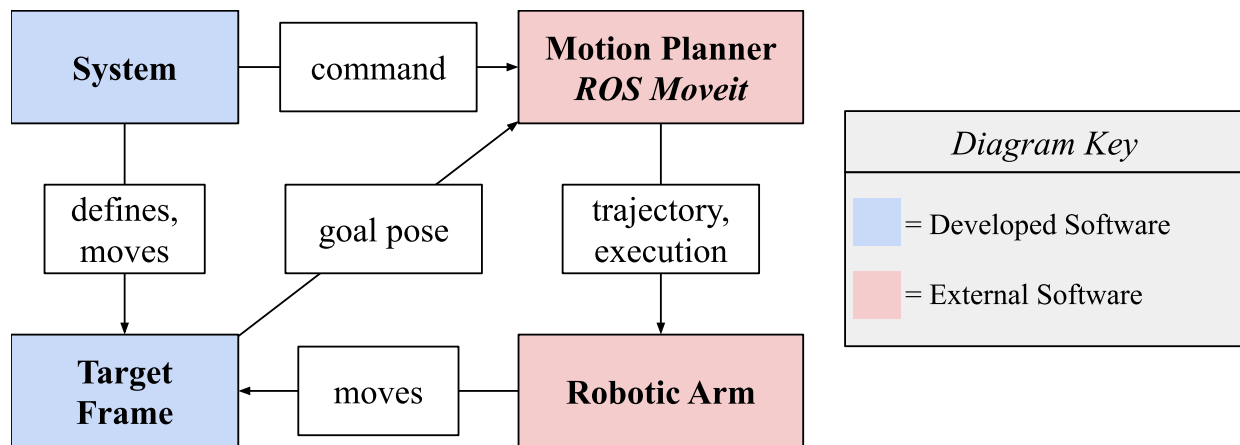 System
command
Motion Planner
ROS Moveit
Diagram Key
defines,
moves
goal pose
trajectory,
execution
= Developed Software
= External Software
Target
Frame
moves
Robotic Arm